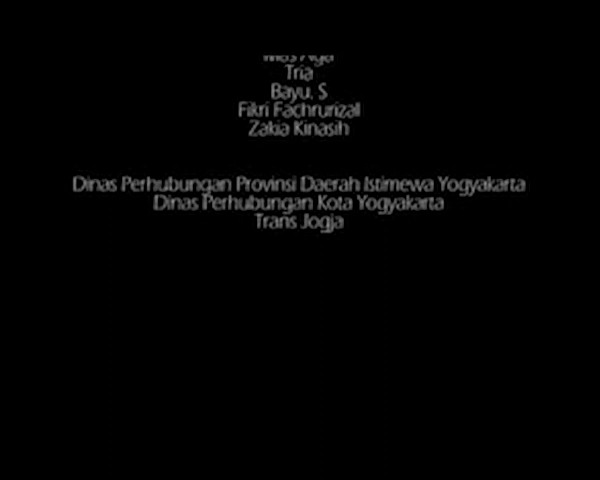 Tria
Bayu. S
Fikri Fachrurizal
Zakia Kinasih
Dinas Perhubungan Provinsi Daerah Istimewa Yogyakarta
Dinas Perhubungan Kota Yogyakarta
Trans Jogja